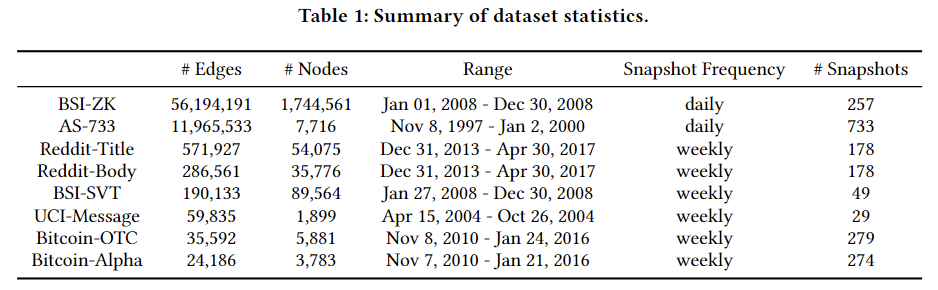 Table 1: Summary of dataset statistics.
# Edges # Nodes Range Snapshot Frequency # Snapshots
BSI-ZK 56,194,191 1,744,561 Jan 01, 2008 - Dec 30, 2008 daily 257
AS-733 11,965,533 7,716 Nov 8, 1997 - Jan 2, 2000 daily 733
Reddit-Title 571,927 54,075 Dec 31, 2013 - Apr 30, 2017 weekly 178
Reddit-Body 286,561 35,776 Dec 31, 2013 - Apr 30, 2017 weekly 178
BSI-SVT 190,133 89,564 Jan 27, 2008 - Dec 30, 2008 weekly 49
UCI-Message 59,835 1,899 Apr 15, 2004 - Oct 26, 2004 weekly 29
Bitcoin-OTC 35,592 5,881 Nov 8, 2010 - Jan 24, 2016 weekly 279
Bitcoin-Alpha 24,186 3,783 Nov 7, 2010 - Jan 21, 2016 weekly 274